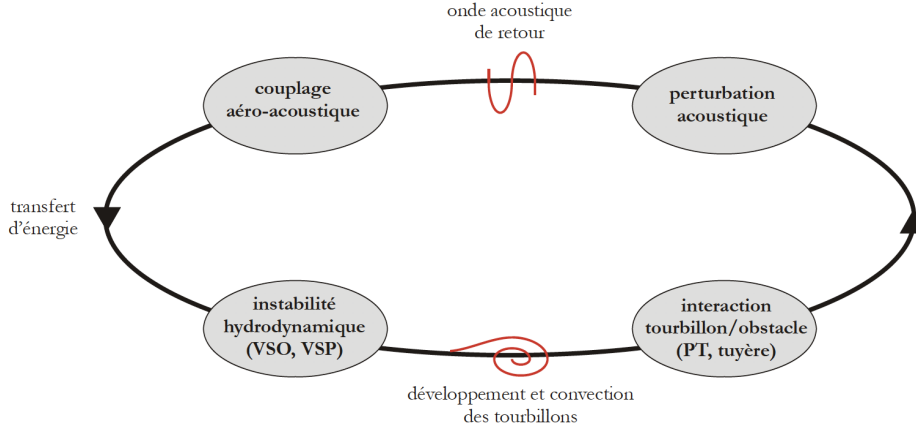 onde acoustique
de retour
couplage
aéro-acoustique
perturbation
acoustique
transfert
d'énergie
instabilité
hydrodynamique
(VSO, VSP)
interaction
tourbillon/obstacle
(PT, tuyère)
développement et convection
des tourbillons